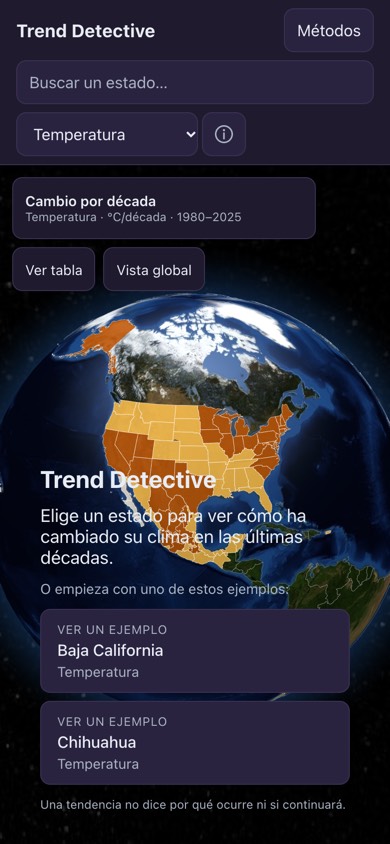 Trend Detective
Métodos
Buscar un estado...
Temperatura
Cambio por década
Temperatura · °C/década · 1980–2025
Ver tabla
Vista global
Trend Detective
Elige un estado para ver cómo ha
cambiado su clima en las últimas
décadas.
O empieza con uno de estos ejemplos:
VER UN EJEMPLO
Baja California
Temperatura
VER UN EJEMPLO
Chihuahua
Temperatura
Una tendencia no dice por qué ocurre ni si continuará.